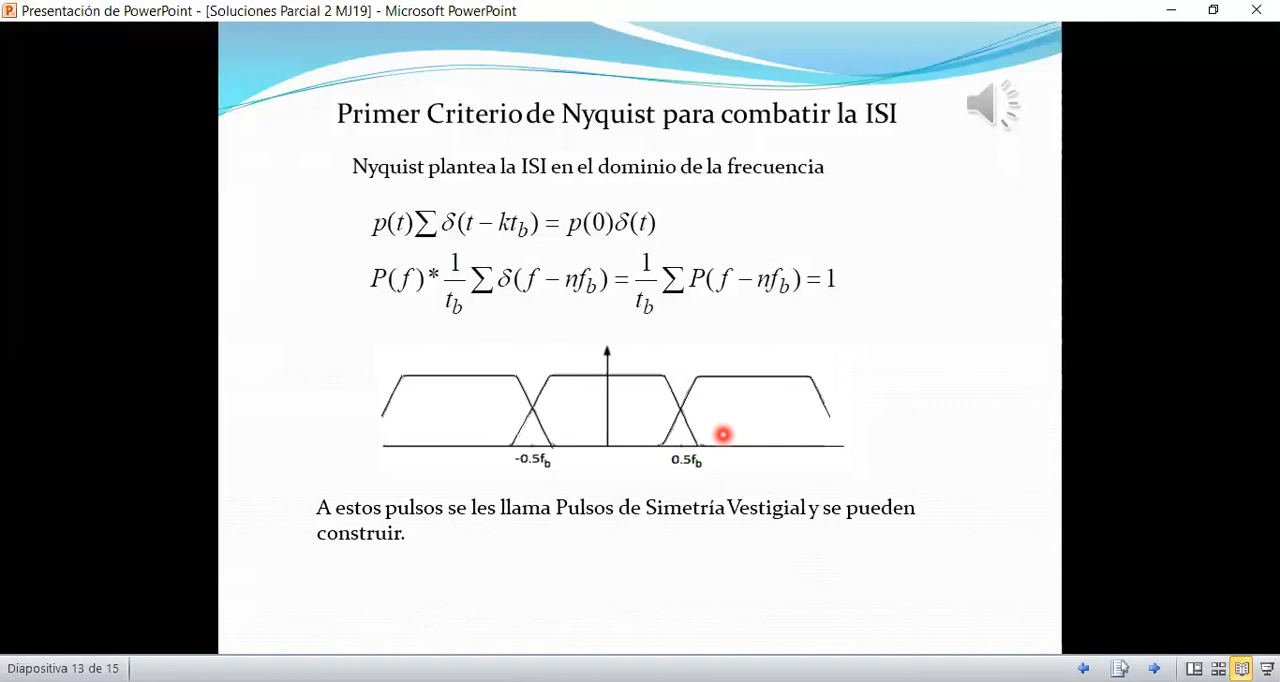 Presentación de PowerPoint - [Soluciones Parcial 2 MJ19] - Microsoft PowerPoint
Primer Criterio de Nyquist para combatir la ISI
Nyquist plantea la ISI en el dominio de la frecuencia
p(t)∑ δ(t − kt_b) = p(0)δ(t)
P(f) * 1/t_b ∑ δ(f − nf_b) = 1/t_b ∑ P(f − nf_b) = 1
-0.5f_b 0.5f_b
A estos pulsos se les llama Pulsos de Simetría Vestigial y se pueden
construir.
Diapositiva 13 de 15